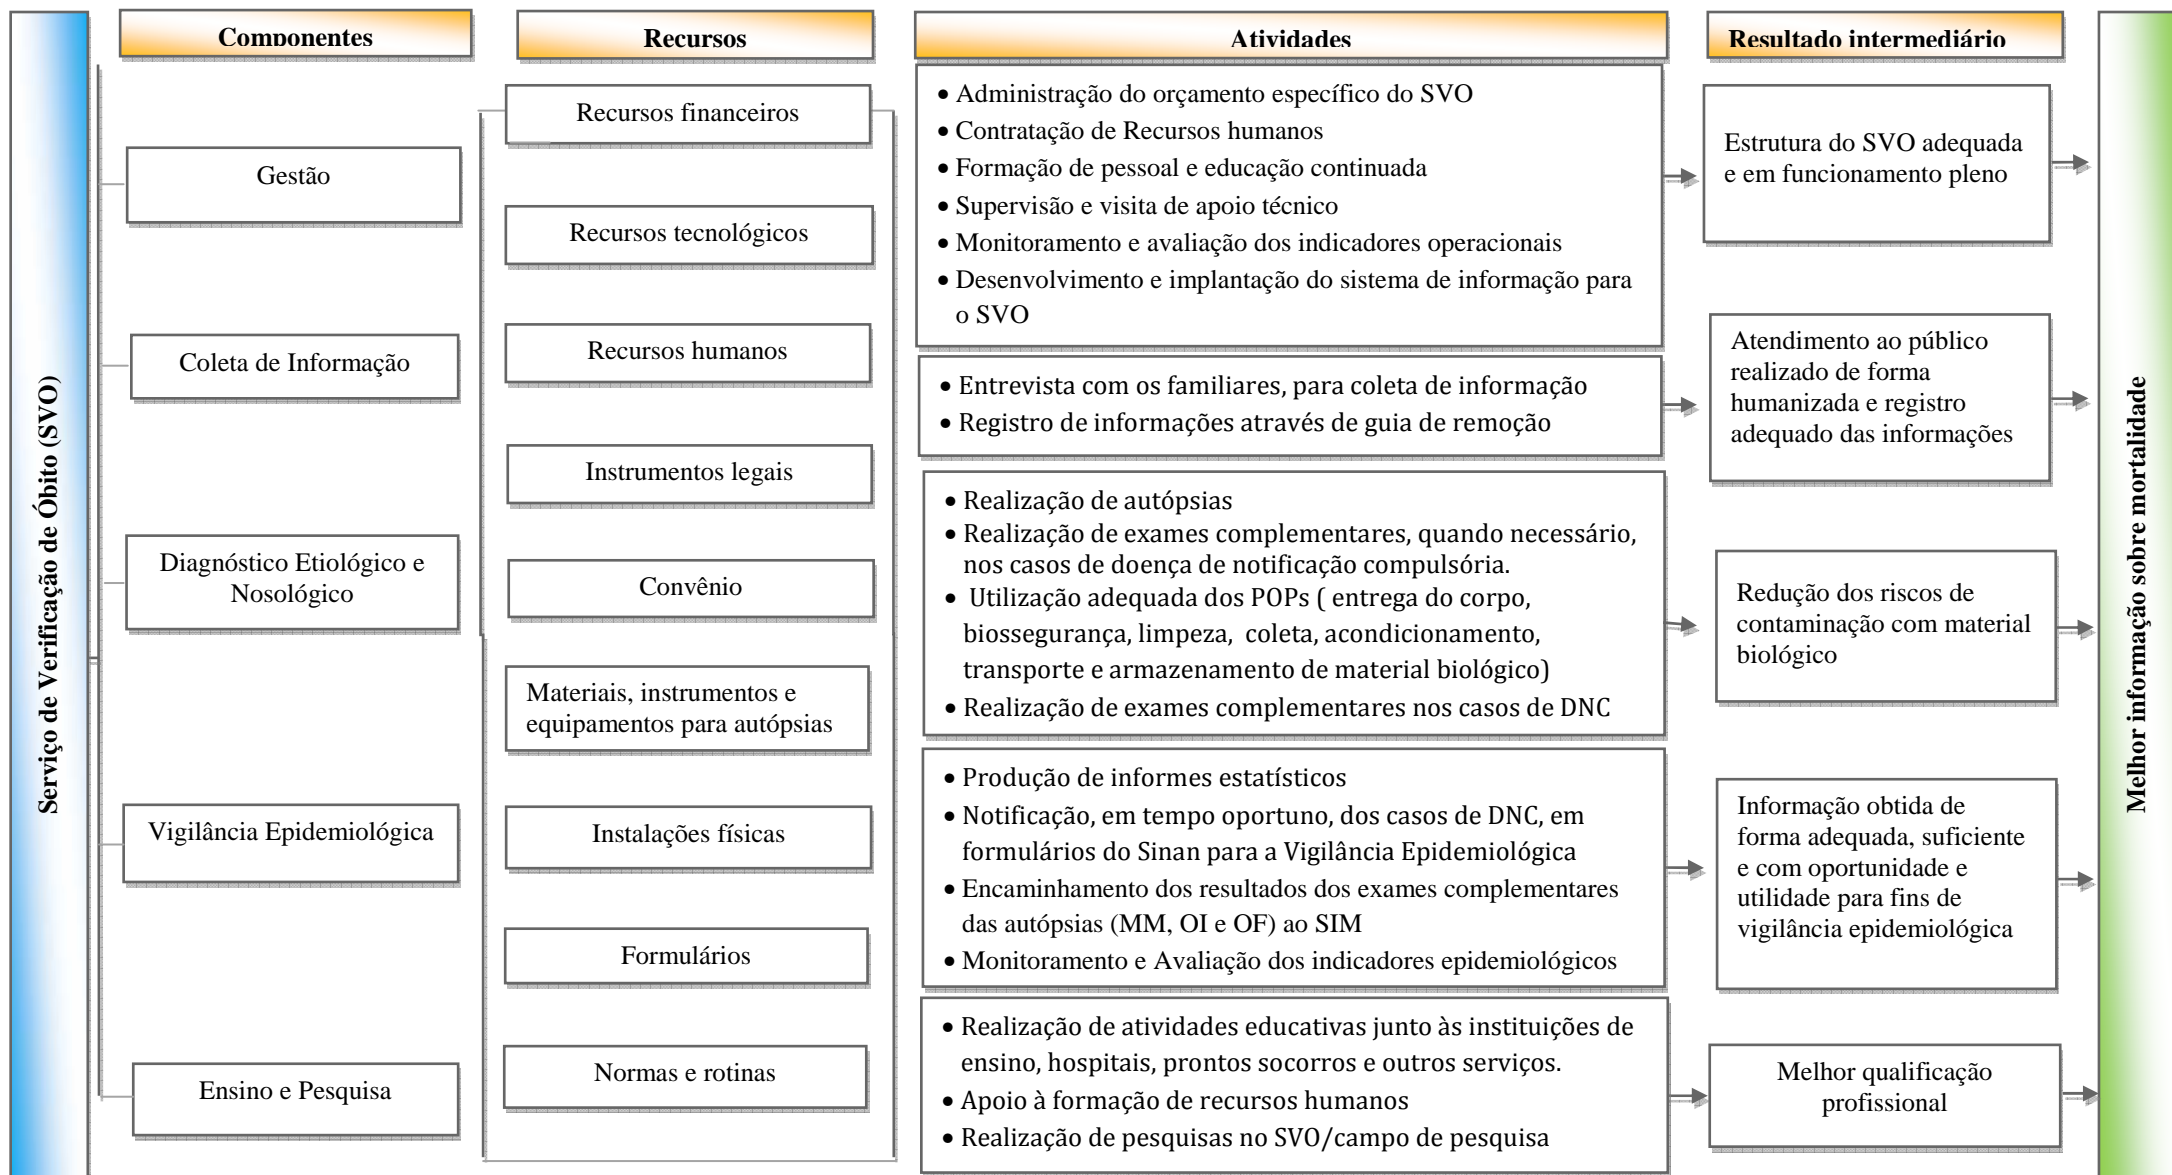 Serviço de Verificação de Óbito (SVO)
Componentes
Gestão
Coleta de Informação
Diagnóstico Etiológico e
Nosológico
Vigilância Epidemiológica
Ensino e Pesquisa
Recursos
Recursos financeiros
Recursos tecnológicos
Recursos humanos
Instrumentos legais
Convênio
Materiais, instrumentos e
equipamentos para autópsias
Instalações físicas
Formulários
Normas e rotinas
Atividades
• Administração do orçamento específico do SVO
• Contratação de Recursos humanos
• Formação de pessoal e educação continuada
• Supervisão e visita de apoio técnico
• Monitoramento e avaliação dos indicadores operacionais
• Desenvolvimento e implantação do sistema de informação para
o SVO
• Entrevista com os familiares, para coleta de informação
• Registro de informações através de guia de remoção
• Realização de autópsias
• Realização de exames complementares, quando necessário,
nos casos de doença de notificação compulsória.
• Utilização adequada dos POPs ( entrega do corpo,
biossegurança, limpeza, coleta, acondicionamento,
transporte e armazenamento de material biológico)
• Realização de exames complementares nos casos de DNC
• Produção de informes estatísticos
• Notificação, em tempo oportuno, dos casos de DNC, em
formulários do Sinan para a Vigilância Epidemiológica
• Encaminhamento dos resultados dos exames complementares
das autópsias (MM, OI e OF) ao SIM
• Monitoramento e Avaliação dos indicadores epidemiológicos
• Realização de atividades educativas junto às instituições de
ensino, hospitais, prontos socorros e outros serviços.
• Apoio à formação de recursos humanos
• Realização de pesquisas no SVO/campo de pesquisa
Resultado intermediário
Estrutura do SVO adequada
e em funcionamento pleno
Atendimento ao público
realizado de forma
humanizada e registro
adequado das informações
Redução dos riscos de
contaminação com material
biológico
Informação obtida de
forma adequada, suficiente
e com oportunidade e
utilidade para fins de
vigilância epidemiológica
Melhor qualificação
profissional
Melhor informação sobre mortalidade